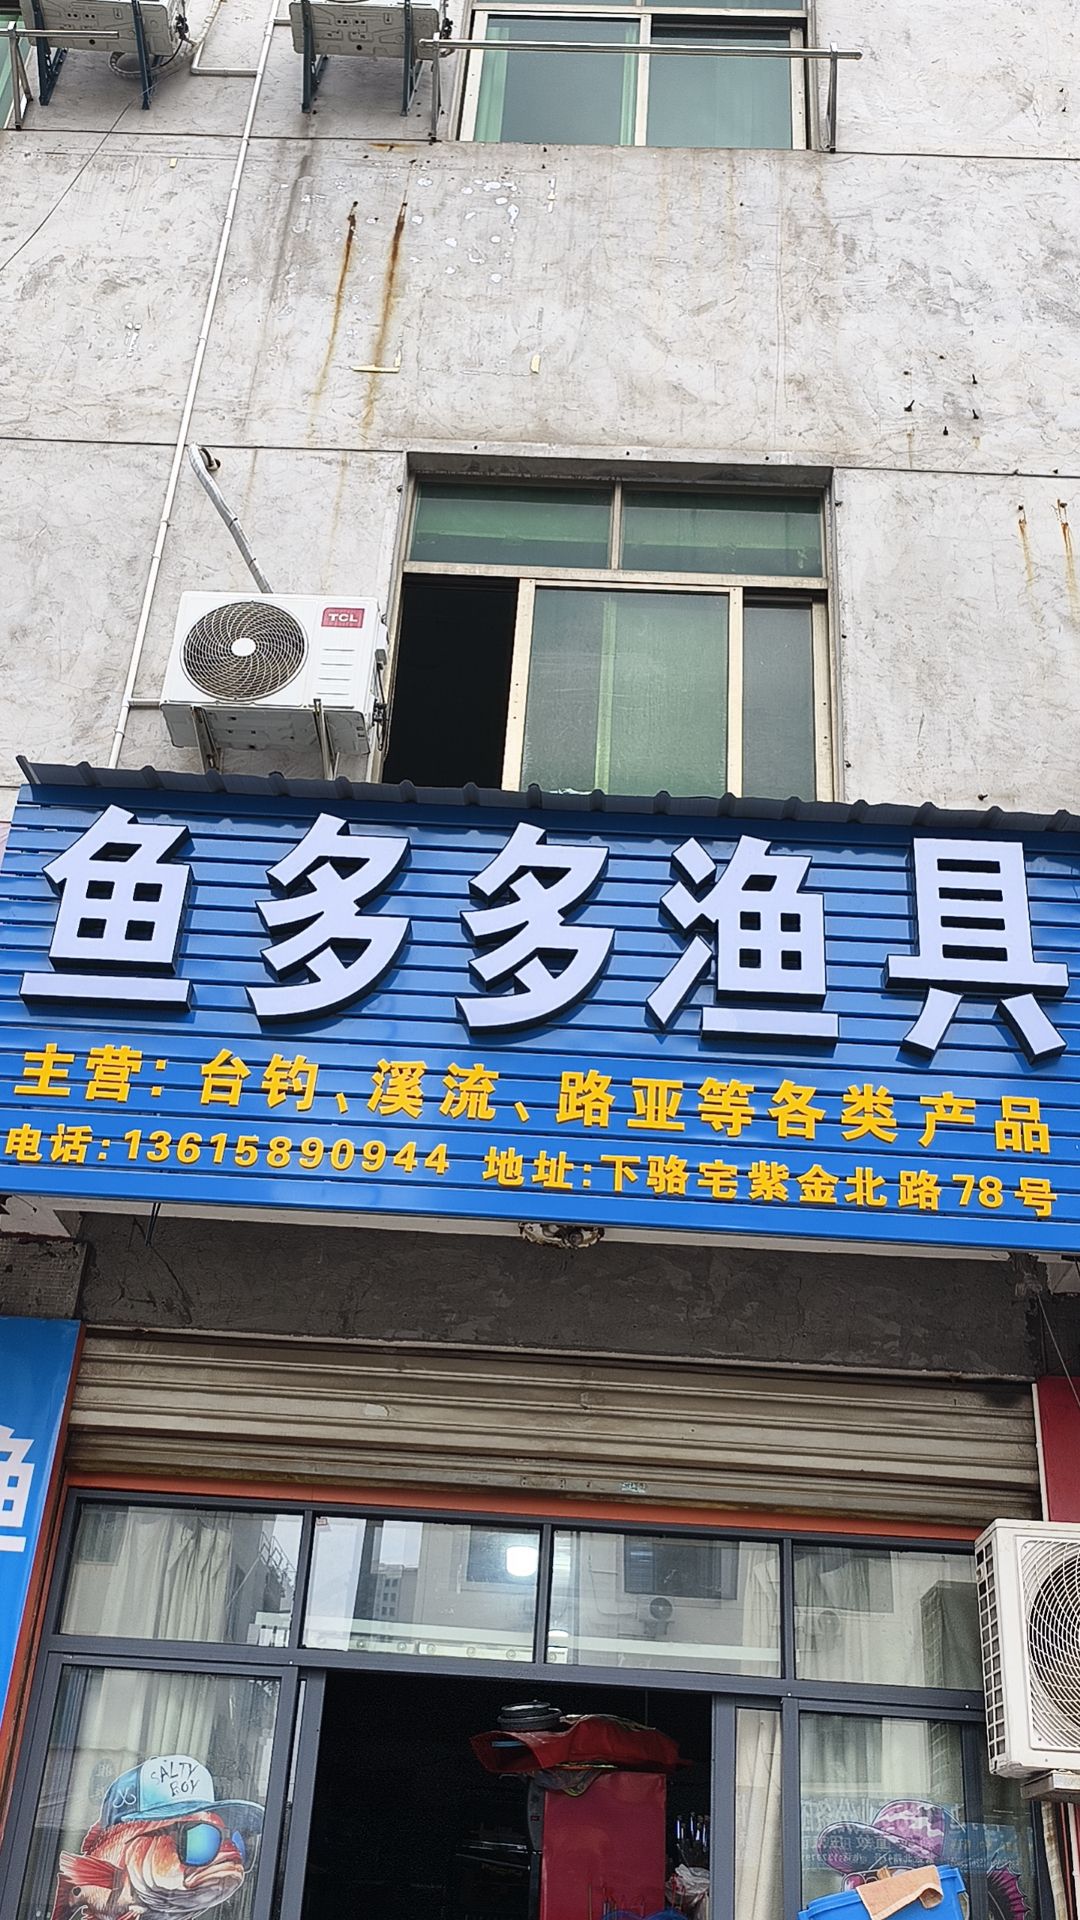 TCL
鱼多多渔具
主营：台钓、溪流、路亚等各类产品
电话：13615890944 地址：下骆宅紫金北路78号
SALTY
BOY